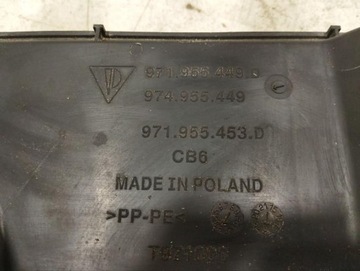 974.955.449
971.955.453.D
CB6
MADE IN POLAND
>PP-PE<